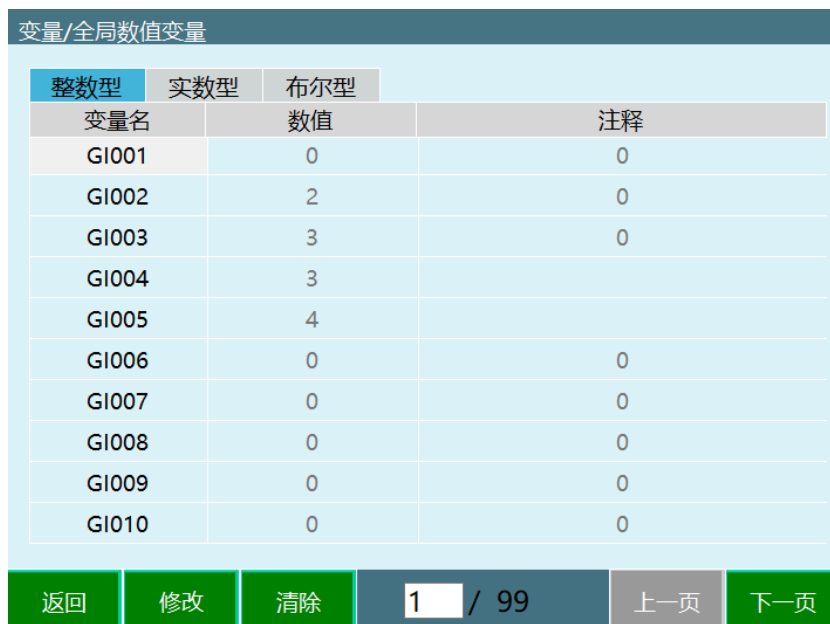 变量/全局数值变量
整数型 实数型 布尔型
变量名 数值 注释
GI001 0 0
GI002 2 0
GI003 3 0
GI004 3
GI005 4
GI006 0 0
GI007 0 0
GI008 0 0
GI009 0 0
GI010 0 0
返回 修改 清除 1 / 99 上一页 下一页